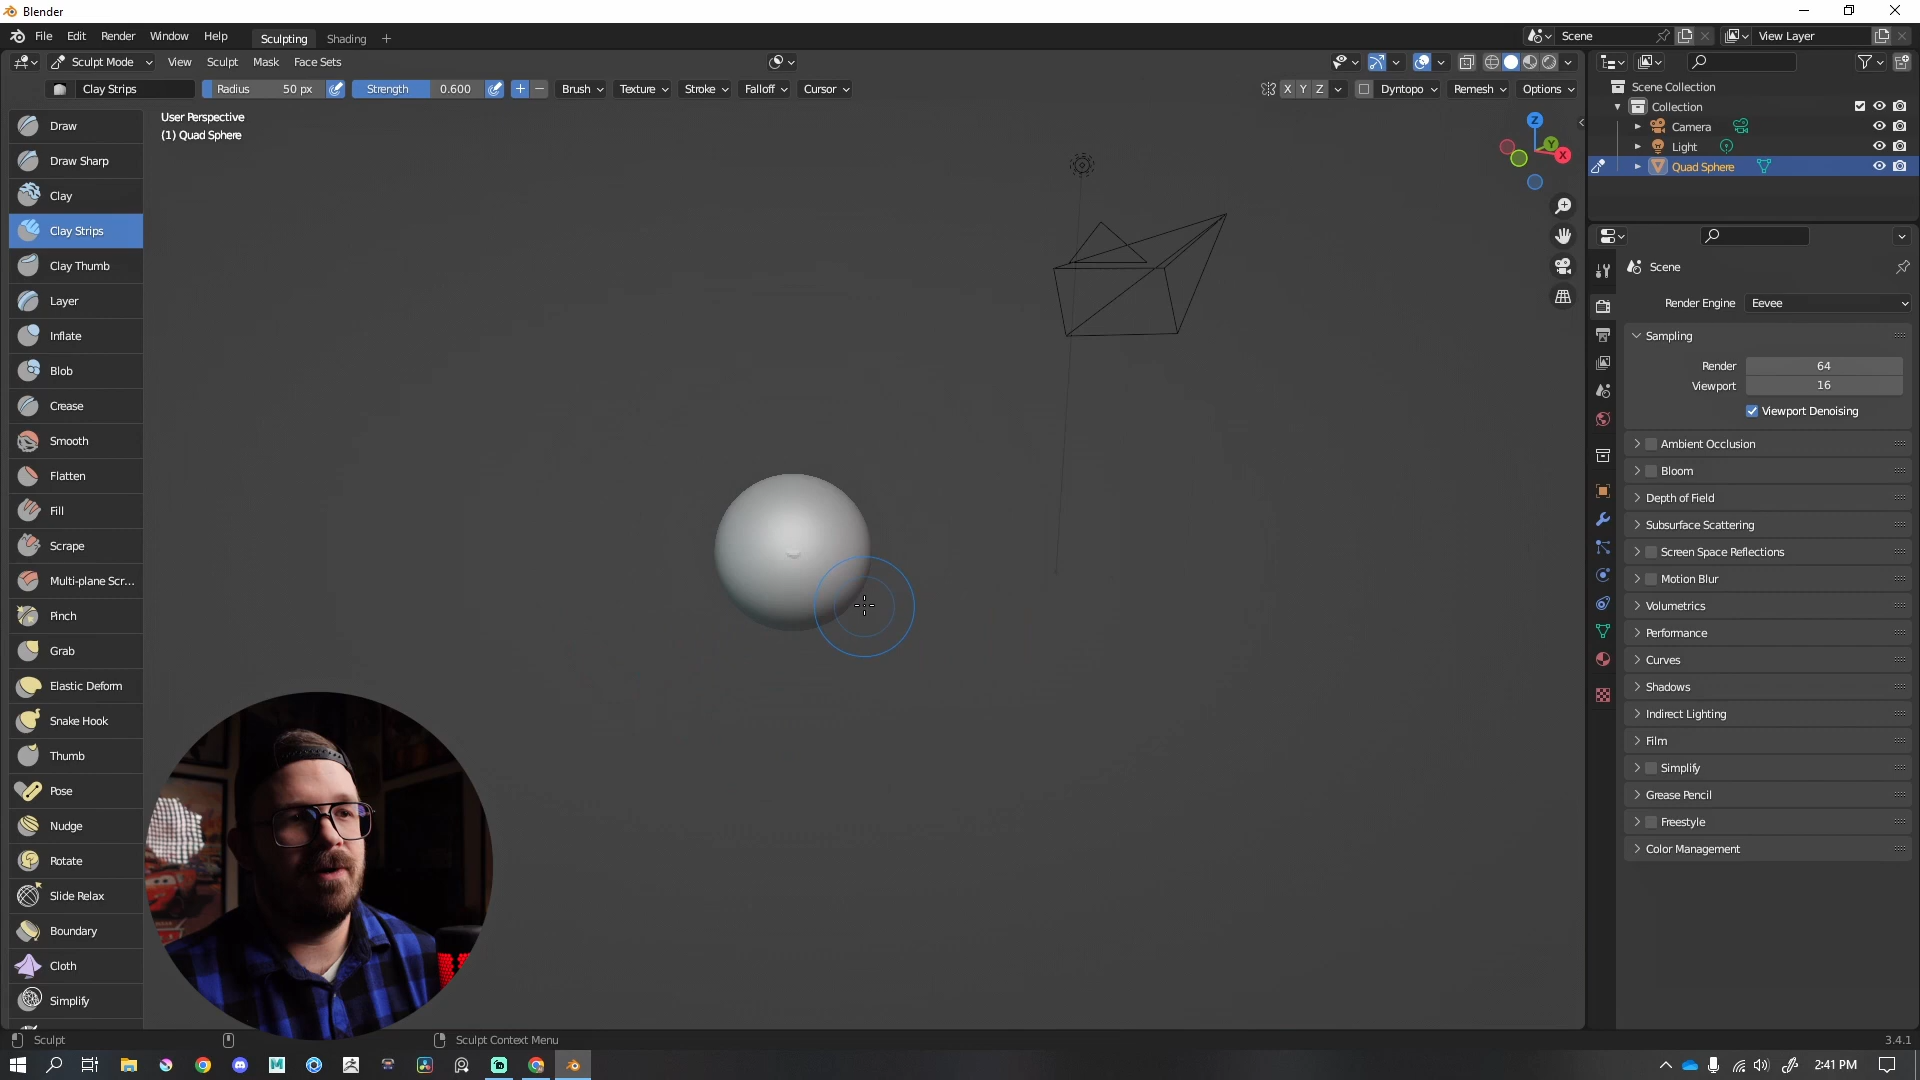 Blender
File Edit Render Window Help Sculpting Shading + Scene View Layer
Sculpt Mode View Sculpt Mask Face Sets
Clay Strips Radius 50 px Strength 0.600 + − Brush Texture Stroke Falloff Cursor X Y Z Dyntopo Remesh Options
User Perspective
(1) Quad Sphere
Draw
Draw Sharp
Clay
Clay Strips
Clay Thumb
Layer
Inflate
Blob
Crease
Smooth
Flatten
Fill
Scrape
Multi-plane Scr...
Pinch
Grab
Elastic Deform
Snake Hook
Thumb
Pose
Nudge
Rotate
Slide Relax
Boundary
Cloth
Simplify
Z
Y
X
Scene Collection
Collection
Camera
Light
Quad Sphere
Scene
Render Engine Eevee
Sampling
Render 64
Viewport 16
Viewport Denoising
Ambient Occlusion
Bloom
Depth of Field
Subsurface Scattering
Screen Space Reflections
Motion Blur
Volumetrics
Performance
Curves
Shadows
Indirect Lighting
Film
Simplify
Grease Pencil
Freestyle
Color Management
Sculpt Sculpt Context Menu 3.4.1
2:41 PM